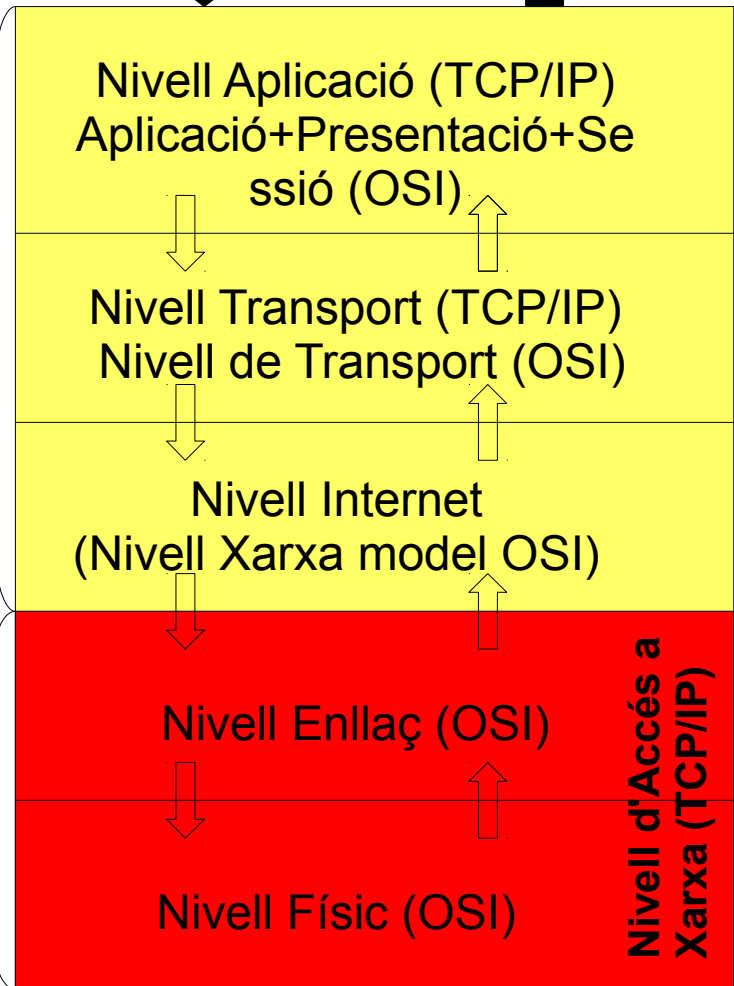 Nivell Aplicació (TCP/IP)
Aplicació+Presentació+Se
ssió (OSI)
Nivell Transport (TCP/IP)
Nivell de Transport (OSI)
Nivell Internet
(Nivell Xarxa model OSI)
Nivell Enllaç (OSI)
Nivell Físic (OSI)
Nivell d'Accés a
Xarxa (TCP/IP)